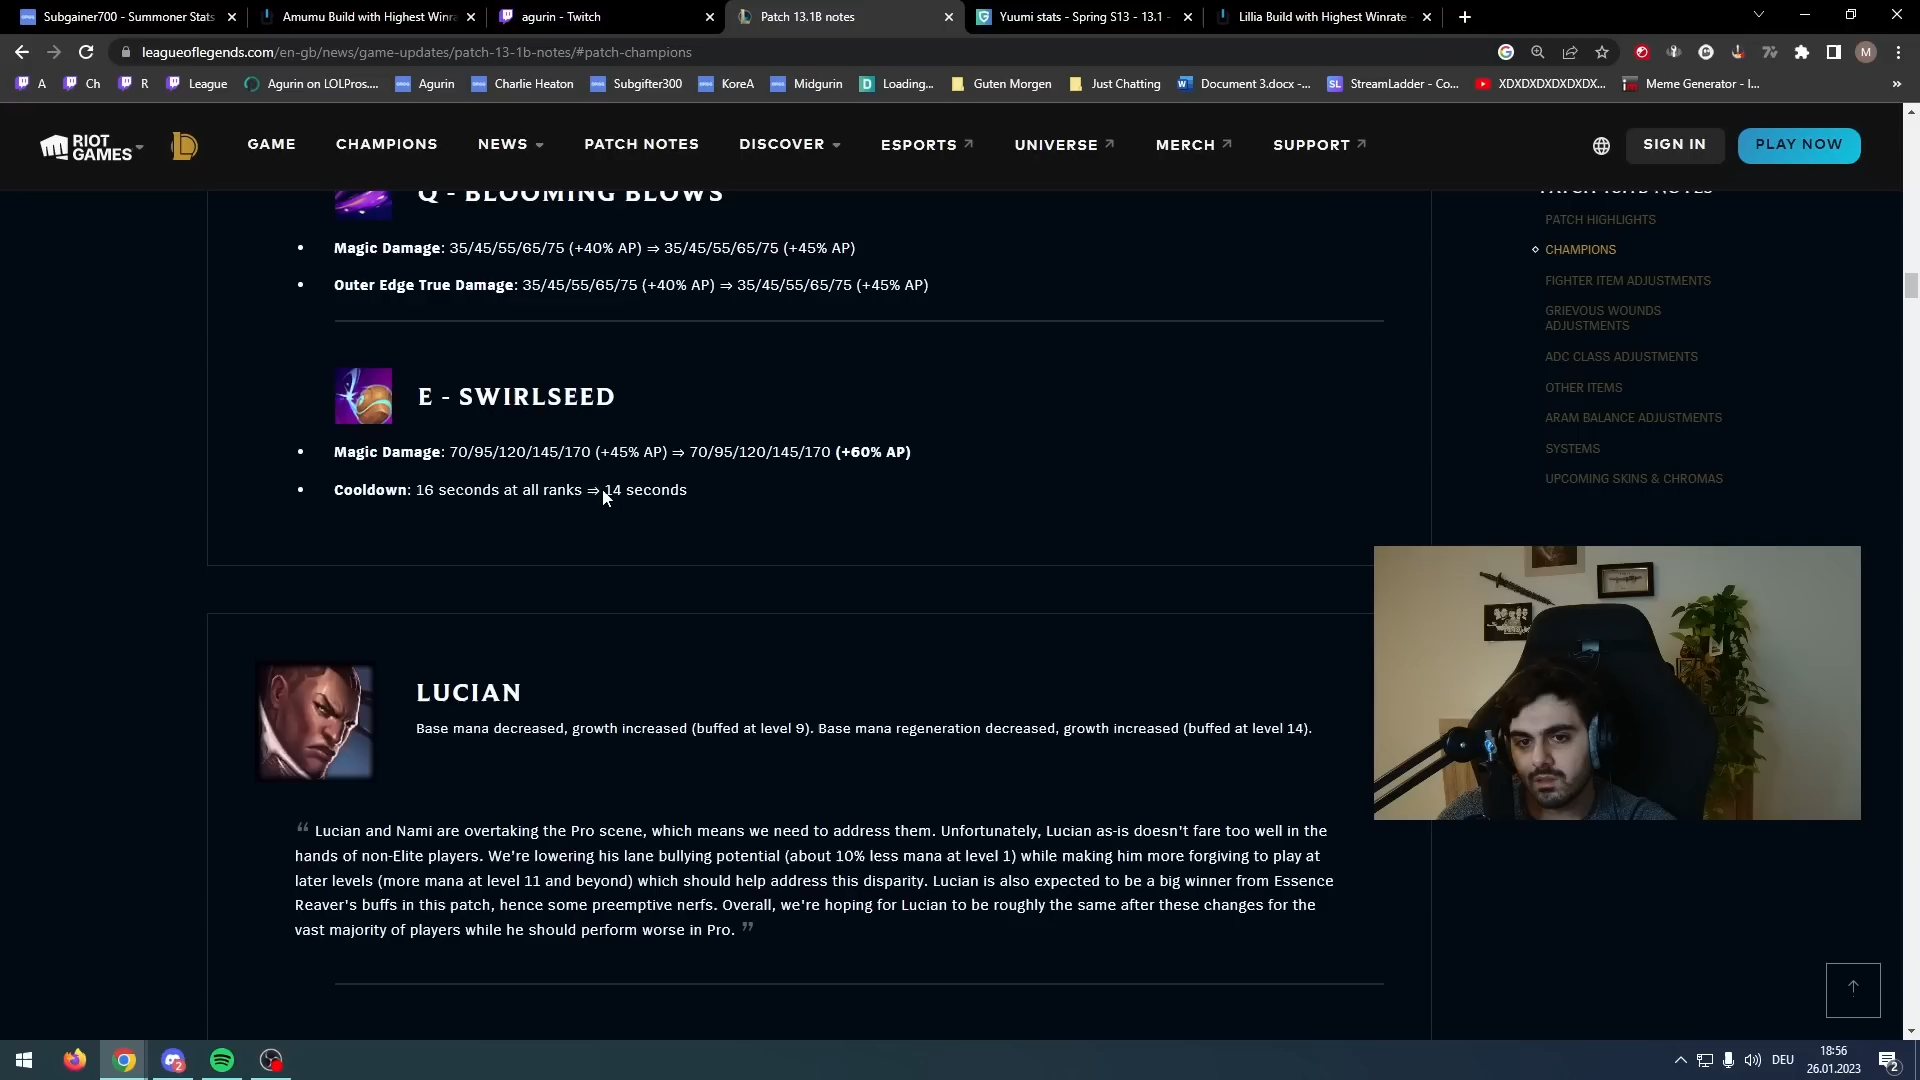 Subgainer700 - Summoner Stats
Amumu Build with Highest Winra
agurin - Twitch
Patch 13.1B notes
Yuumi stats - Spring S13 - 13.1 -
Lillia Build with Highest Winrate
leagueoflegends.com/en-gb/news/game-updates/patch-13-1b-notes/#patch-champions
A
Ch
R
League
Agurin on LOLPros....
Agurin
Charlie Heaton
Subgifter300
KoreA
Midgurin
Loading...
Guten Morgen
Just Chatting
Document 3.docx -...
StreamLadder - Co...
XDXDXDXDXDXDX...
Meme Generator - I...
RIOT GAMES
GAME
CHAMPIONS
NEWS
PATCH NOTES
DISCOVER
ESPORTS
UNIVERSE
MERCH
SUPPORT
SIGN IN
PLAY NOW
Q - BLOOMING BLOWS
Magic Damage: 35/45/55/65/75 (+40% AP) ⇒ 35/45/55/65/75 (+45% AP)
Outer Edge True Damage: 35/45/55/65/75 (+40% AP) ⇒ 35/45/55/65/75 (+45% AP)
E - SWIRLSEED
Magic Damage: 70/95/120/145/170 (+45% AP) ⇒ 70/95/120/145/170 (+60% AP)
Cooldown: 16 seconds at all ranks ⇒ 14 seconds
LUCIAN
Base mana decreased, growth increased (buffed at level 9). Base mana regeneration decreased, growth increased (buffed at level 14).
“ Lucian and Nami are overtaking the Pro scene, which means we need to address them. Unfortunately, Lucian as-is doesn't fare too well in the
hands of non-Elite players. We're lowering his lane bullying potential (about 10% less mana at level 1) while making him more forgiving to play at
later levels (more mana at level 11 and beyond) which should help address this disparity. Lucian is also expected to be a big winner from Essence
Reaver's buffs in this patch, hence some preemptive nerfs. Overall, we're hoping for Lucian to be roughly the same after these changes for the
vast majority of players while he should perform worse in Pro. ”
PATCH 13.1B NOTES
PATCH HIGHLIGHTS
CHAMPIONS
FIGHTER ITEM ADJUSTMENTS
GRIEVOUS WOUNDS
ADJUSTMENTS
ADC CLASS ADJUSTMENTS
OTHER ITEMS
ARAM BALANCE ADJUSTMENTS
SYSTEMS
UPCOMING SKINS & CHROMAS
DEU
18:56
26.01.2023
2